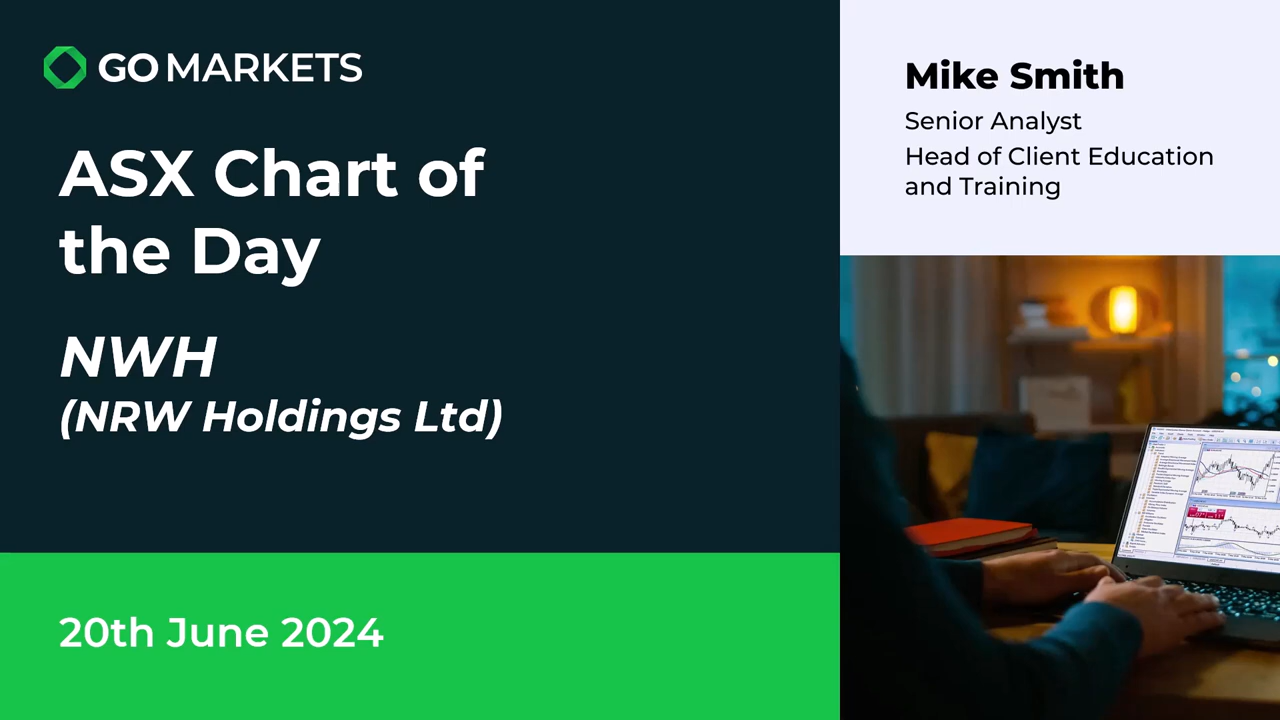 GO MARKETS
ASX Chart of
the Day
NWH
(NRW Holdings Ltd)
20th June 2024
Mike Smith
Senior Analyst
Head of Client Education
and Training